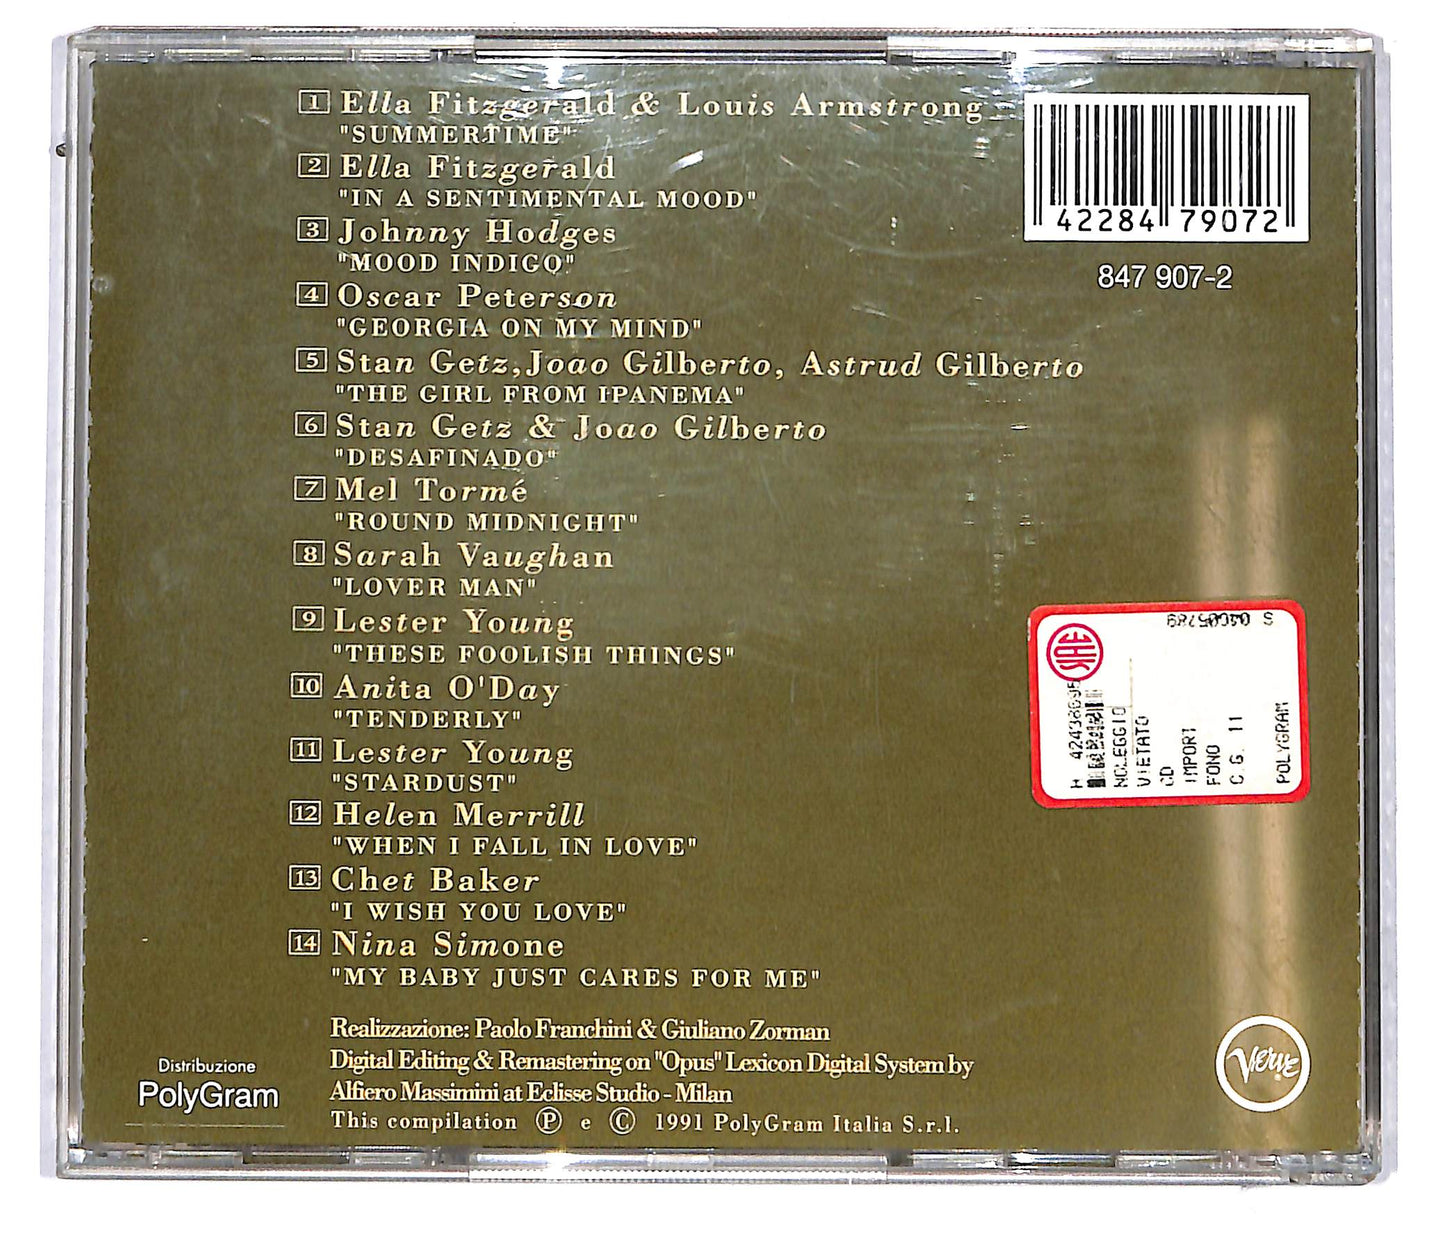 1 Ella Fitzgerald & Louis Armstrong
"SUMMERTIME"
2 Ella Fitzgerald
"IN A SENTIMENTAL MOOD"
3 Johnny Hodges
"MOOD INDIGO"
4 Oscar Peterson
"GEORGIA ON MY MIND"
5 Stan Getz, Joao Gilberto, Astrud Gilberto
"THE GIRL FROM IPANEMA"
6 Stan Getz & Joao Gilberto
"DESAFINADO"
7 Mel Tormé
"ROUND MIDNIGHT"
8 Sarah Vaughan
"LOVER MAN"
9 Lester Young
"THESE FOOLISH THINGS"
10 Anita O'Day
"TENDERLY"
11 Lester Young
"STARDUST"
12 Helen Merrill
"WHEN I FALL IN LOVE"
13 Chet Baker
"I WISH YOU LOVE"
14 Nina Simone
"MY BABY JUST CARES FOR ME"
Realizzazione: Paolo Franchini & Giuliano Zorman
Digital Editing & Remastering on "Opus" Lexicon Digital System by
Alfiero Massimini at Eclisse Studio - Milan
This compilation Ⓟ e Ⓒ 1991 PolyGram Italia S.r.l.
Distribuzione
PolyGram
42284 79072
847 907-2
SIAE
NOLEGGIO
VIETATO
CD
IMPORT
FONO
C.G. 11
POLYGRAM
Verve